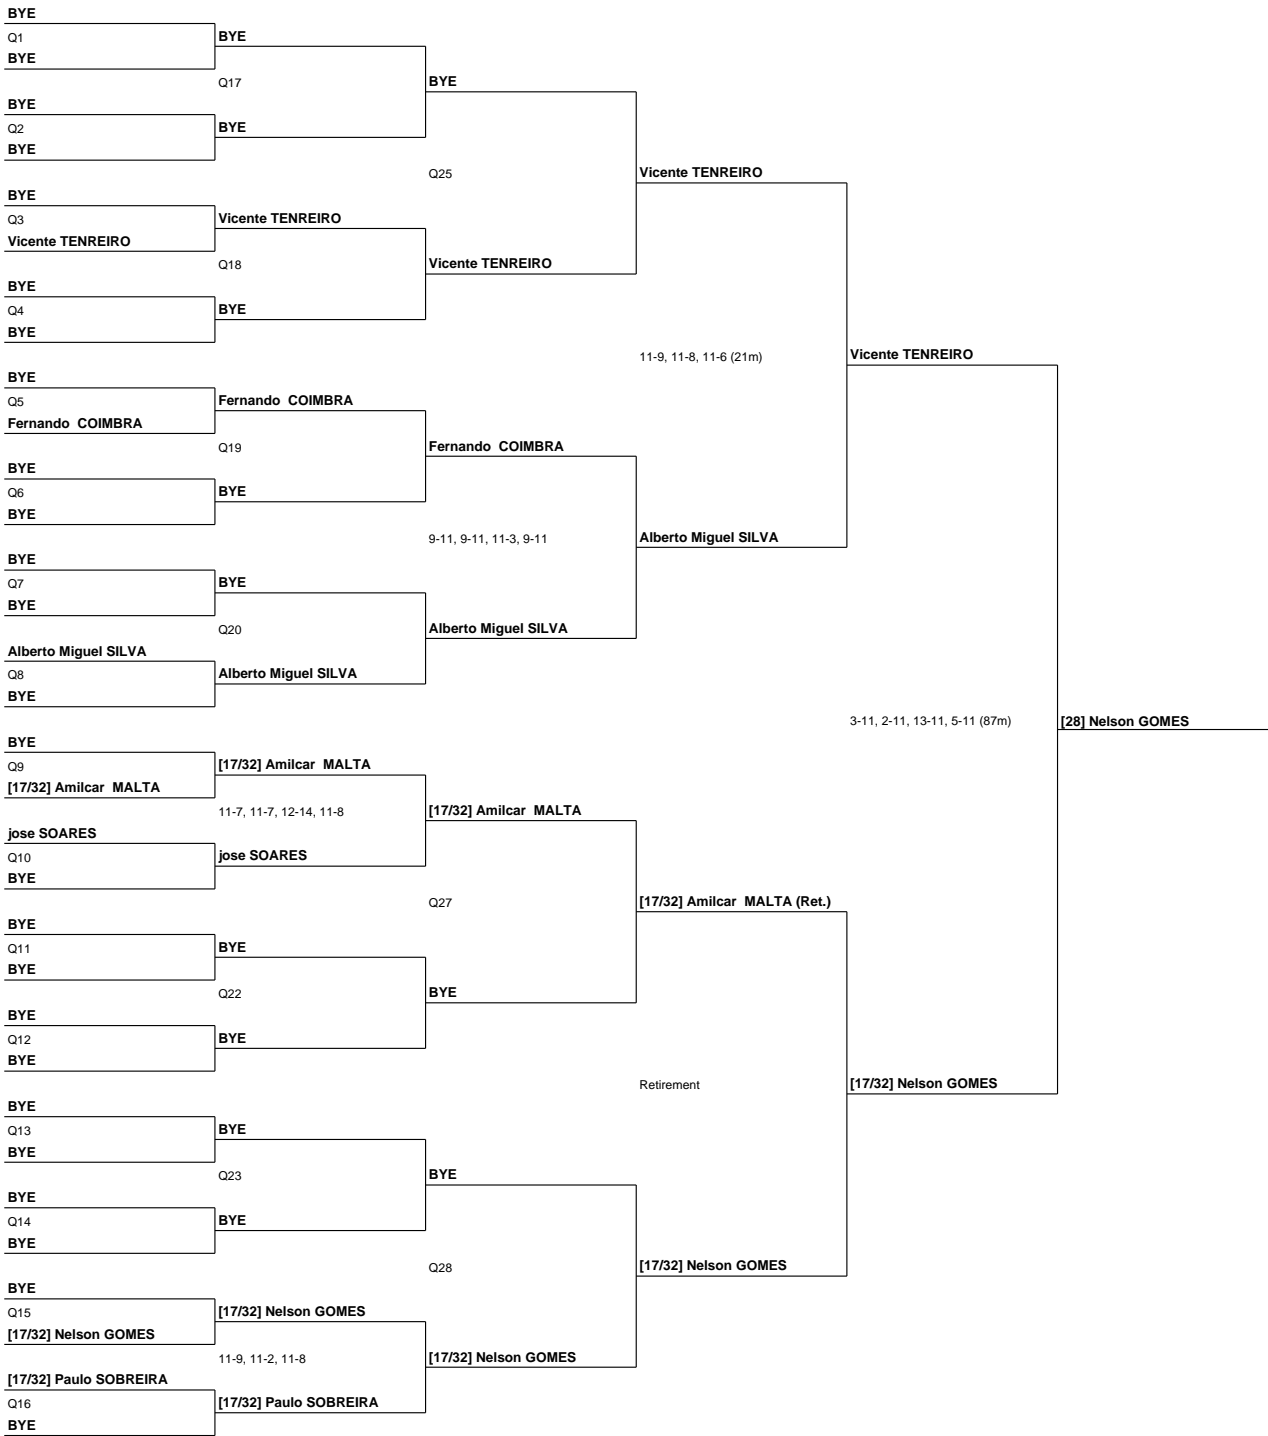 BYE
Q1
BYE
BYE
Q17
BYE
BYE
Q2
BYE
BYE
Q25
Vicente TENREIRO
BYE
Q3
Vicente TENREIRO
Vicente TENREIRO
Q18
Vicente TENREIRO
BYE
Q4
BYE
BYE
11-9, 11-8, 11-6 (21m)
Vicente TENREIRO
BYE
Q5
Fernando  COIMBRA
Fernando  COIMBRA
Q19
Fernando  COIMBRA
BYE
Q6
BYE
BYE
9-11, 9-11, 11-3, 9-11
Alberto Miguel SILVA
BYE
Q7
BYE
BYE
Q20
Alberto Miguel SILVA
Alberto Miguel SILVA
Q8
Alberto Miguel SILVA
BYE
3-11, 2-11, 13-11, 5-11 (87m)
[28] Nelson GOMES
BYE
Q9
[17/32] Amilcar  MALTA
[17/32] Amilcar  MALTA
11-7, 11-7, 12-14, 11-8
[17/32] Amilcar  MALTA
jose SOARES
Q10
jose SOARES
BYE
Q27
[17/32] Amilcar  MALTA (Ret.)
BYE
Q11
BYE
BYE
Q22
BYE
BYE
Q12
BYE
BYE
Retirement
[17/32] Nelson GOMES
BYE
Q13
BYE
BYE
Q23
BYE
BYE
Q14
BYE
BYE
Q28
[17/32] Nelson GOMES
BYE
Q15
[17/32] Nelson GOMES
[17/32] Nelson GOMES
11-9, 11-2, 11-8
[17/32] Nelson GOMES
[17/32] Paulo SOBREIRA
Q16
[17/32] Paulo SOBREIRA
BYE